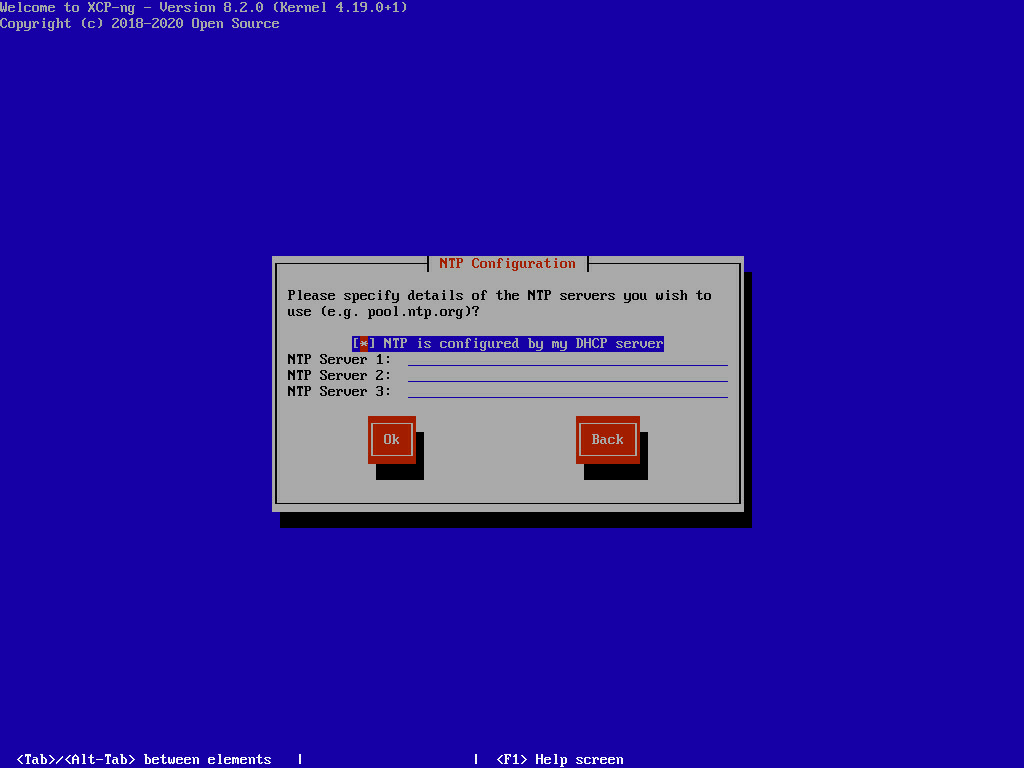 Welcome to XCP-ng - Version 8.2.0 (Kernel 4.19.0+1)
Copyright (c) 2018-2020 Open Source
NTP Configuration
Please specify details of the NTP servers you wish to
use (e.g. pool.ntp.org)?
[*] NTP is configured by my DHCP server
NTP Server 1:
NTP Server 2:
NTP Server 3:
Ok Back
<Tab>/<Alt-Tab> between elements | | <F1> Help screen